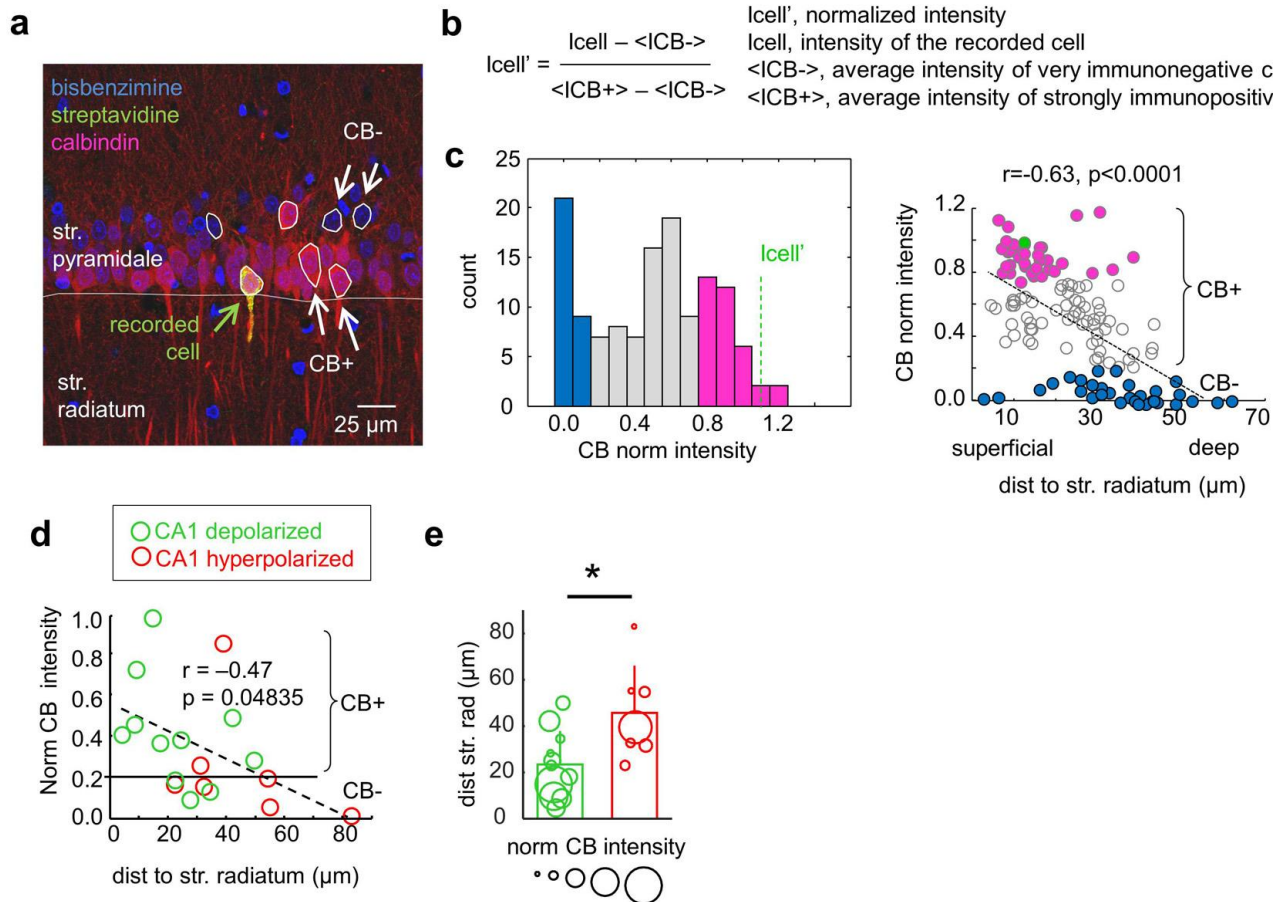 a
bisbenzimine
streptavidine
calbindin
CB-
str.
pyramidale
recorded
cell
CB+
str.
radiatum
25 µm
b
Icell' =
Icell – <ICB->
<ICB+> – <ICB->
Icell', normalized intensity
Icell, intensity of the recorded cell
<ICB->, average intensity of very immunonegative c
<ICB+>, average intensity of strongly immunopositiv
c
25
20
15
10
5
0
count
Icell'
0.0 0.4 0.8 1.2
CB norm intensity
r=-0.63, p<0.0001
1.2
0.8
0.4
0.0
CB norm intensity
CB+
CB-
10 30 50 70
superficial deep
dist to str. radiatum (µm)
d
CA1 depolarized
CA1 hyperpolarized
1.0
0.8
0.6
0.4
0.2
0.0
Norm CB intensity
r = –0.47
p = 0.04835
CB+
CB-
0 20 40 60 80
dist to str. radiatum (µm)
e
*
80
60
40
20
0
dist str. rad (µm)
norm CB intensity